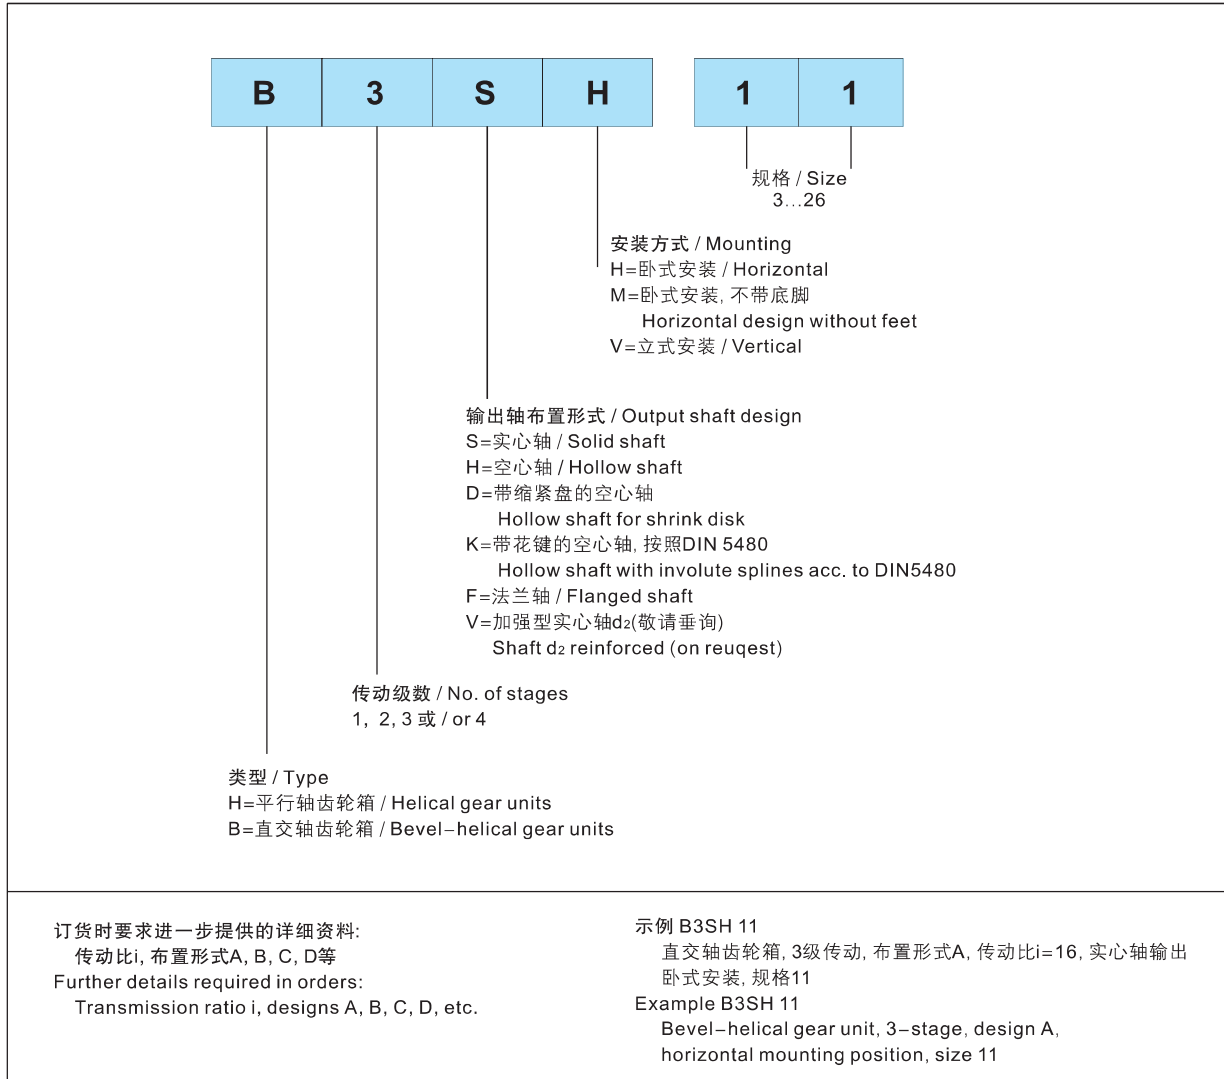 B 3 S H 1 1
规格 / Size
3...26
安装方式 / Mounting
H=卧式安装 / Horizontal
M=卧式安装, 不带底脚
Horizontal design without feet
V=立式安装 / Vertical
输出轴布置形式 / Output shaft design
S=实心轴 / Solid shaft
H=空心轴 / Hollow shaft
D=带缩紧盘的空心轴
Hollow shaft for shrink disk
K=带花键的空心轴, 按照DIN 5480
Hollow shaft with involute splines acc. to DIN5480
F=法兰轴 / Flanged shaft
V=加强型实心轴d2(敬请垂询)
Shaft d2 reinforced (on reuqest)
传动级数 / No. of stages
1, 2, 3 或 / or 4
类型 / Type
H=平行轴齿轮箱 / Helical gear units
B=直交轴齿轮箱 / Bevel-helical gear units
订货时要求进一步提供的详细资料:
传动比i, 布置形式A, B, C, D等
Further details required in orders:
Transmission ratio i, designs A, B, C, D, etc.
示例 B3SH 11
直交轴齿轮箱, 3级传动, 布置形式A, 传动比i=16, 实心轴输出
卧式安装, 规格11
Example B3SH 11
Bevel-helical gear unit, 3-stage, design A,
horizontal mounting position, size 11